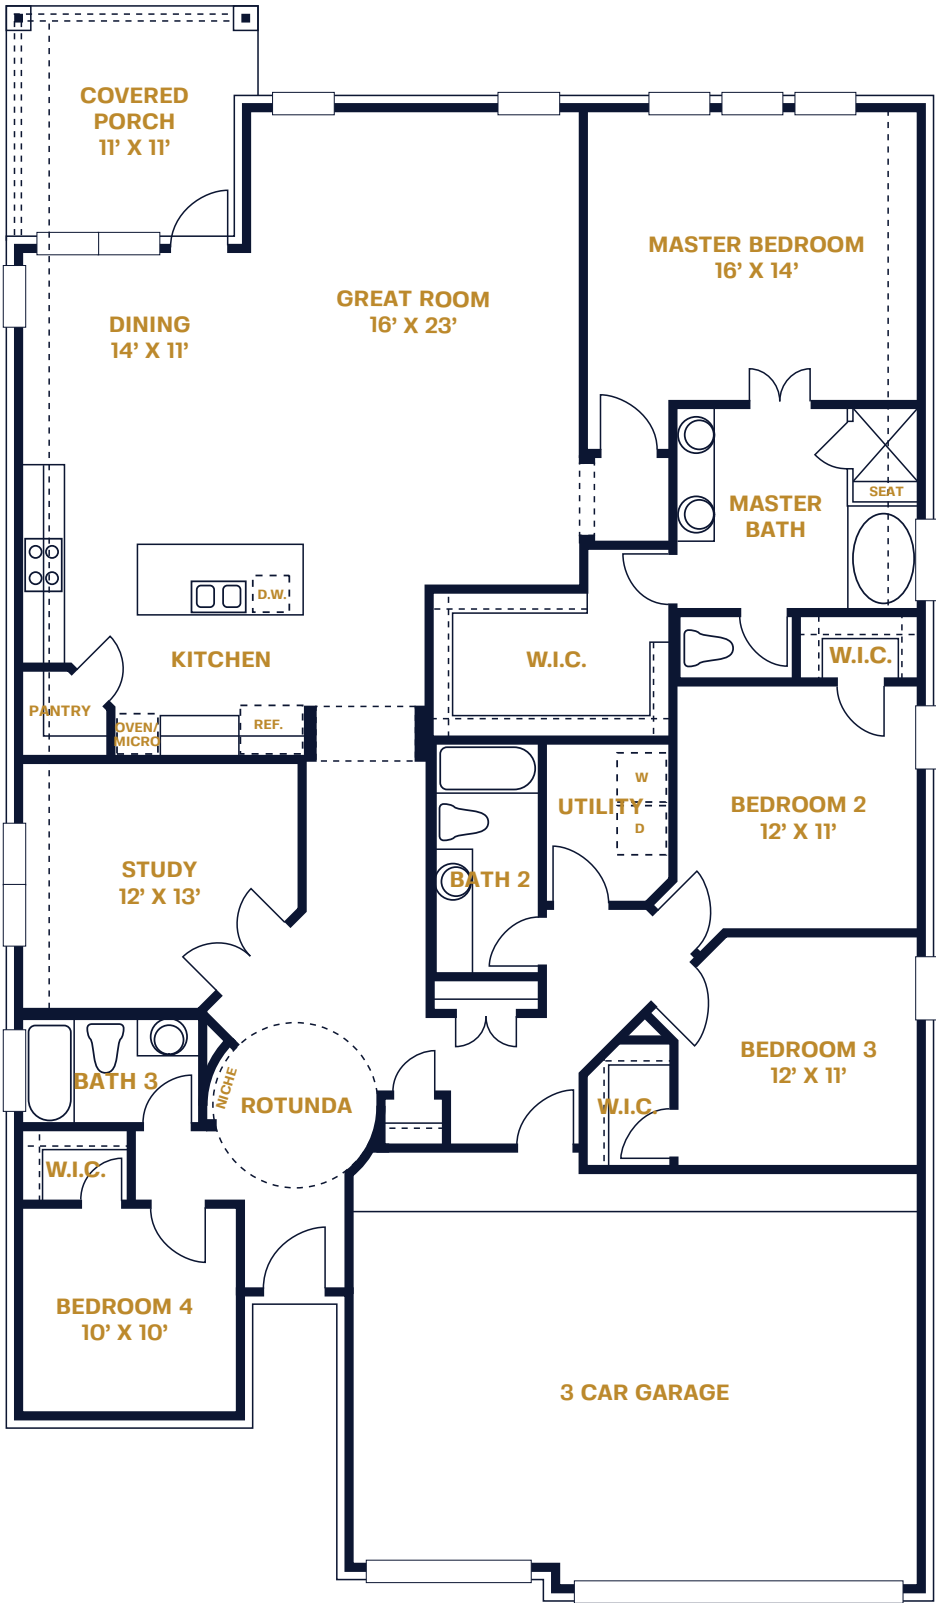 COVERED
PORCH
11’ X 11’
MASTER BEDROOM
16’ X 14’
GREAT ROOM
16’ X 23’
DINING
14’ X 11’
SEAT
MASTER
BATH
D.W.
KITCHEN
W.I.C.
W.I.C.
PANTRY
OVEN/
MICRO
REF.
W
UTILITY
D
BEDROOM 2
12’ X 11’
STUDY
12’ X 13’
BATH 2
BEDROOM 3
12’ X 11’
BATH 3
NICHE
ROTUNDA
W.I.C.
W.I.C.
BEDROOM 4
10’ X 10’
3 CAR GARAGE